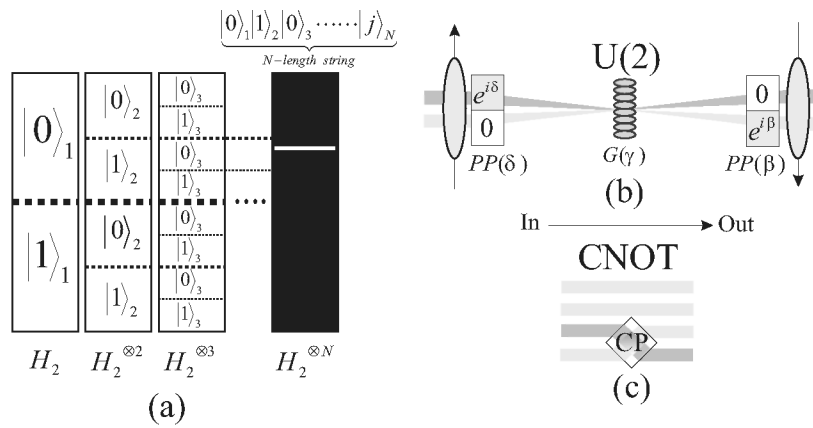 |0⟩₁|1⟩₂|0⟩₃ ⋯⋯|j⟩_N
N−length string
|0⟩₁
|1⟩₁
|0⟩₂
|1⟩₂
|0⟩₂
|1⟩₂
|0⟩₃
|1⟩₃
|0⟩₃
|1⟩₃
|0⟩₃
|1⟩₃
|0⟩₃
|1⟩₃
H₂ H₂^⊗2 H₂^⊗3 H₂^⊗N
(a)
U(2)
e^iδ
0
0
e^iβ
PP(δ) G(γ) PP(β)
(b)
In Out
CNOT
CP
(c)